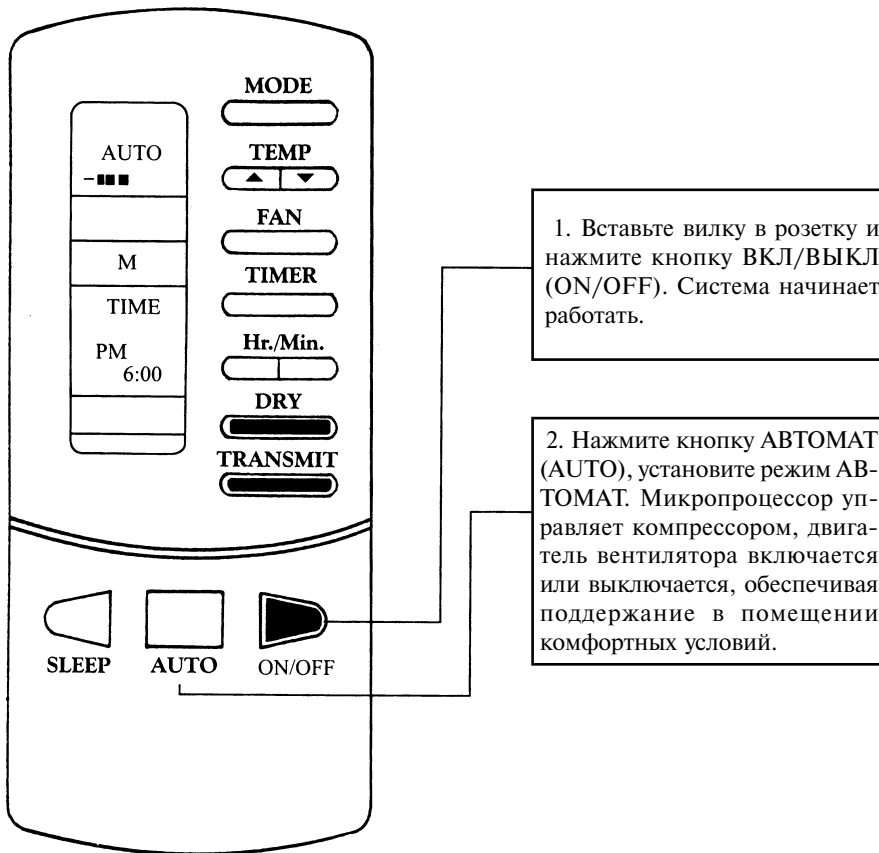 MODE
AUTO
TEMP
FAN
M
TIMER
TIME
Hr./Min.
PM
6:00
DRY
TRANSMIT
SLEEP
AUTO
ON/OFF
1. Вставьте вилку в розетку и
нажмите кнопку ВКЛ/ВЫКЛ
(ON/OFF). Система начинает
работать.
2. Нажмите кнопку АВТОМАТ
(AUTO), установите режим АВ-
ТОМАТ. Микропроцессор уп-
равляет компрессором, двига-
тель вентилятора включается
или выключается, обеспечивая
поддержание в помещении
комфортных условий.